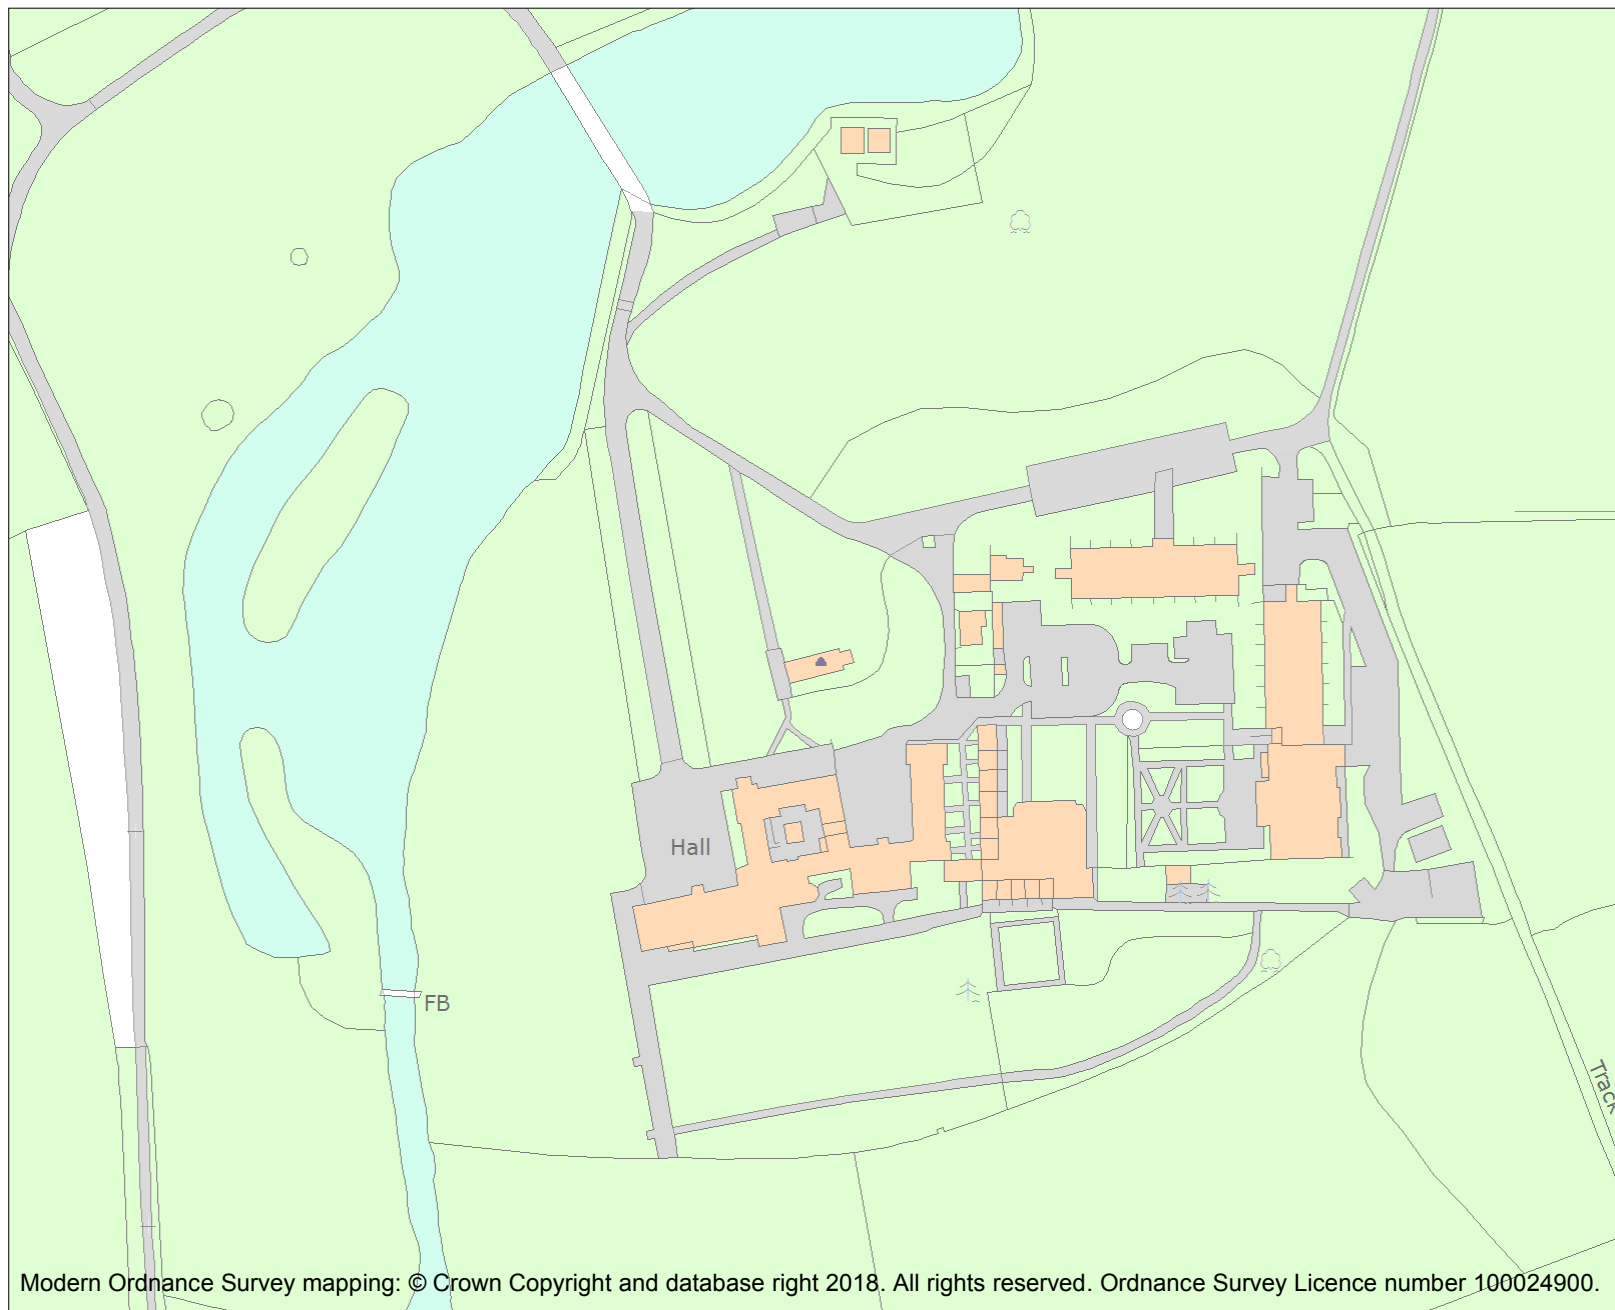 Hall
FB
Track
Modern Ordnance Survey mapping: © Crown Copyright and database right 2018. All rights reserved. Ordnance Survey Licence number 100024900.